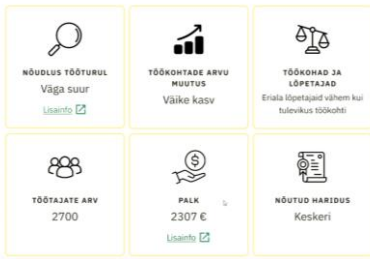 NÕUDLUS TÖÖTURUL
Väga suur
Lisainfo
TÖÖKOHTADE ARVU
MUUTUS
Väike kasv
TÖÖKOHAD JA
LÕPETAJAD
Eriala lõpetajaid vähem kui
tulevikus töökohti
TÖÖTAJATE ARV
2700
PALK
2307 €
Lisainfo
NÕUTUD HARIDUS
Keskeri